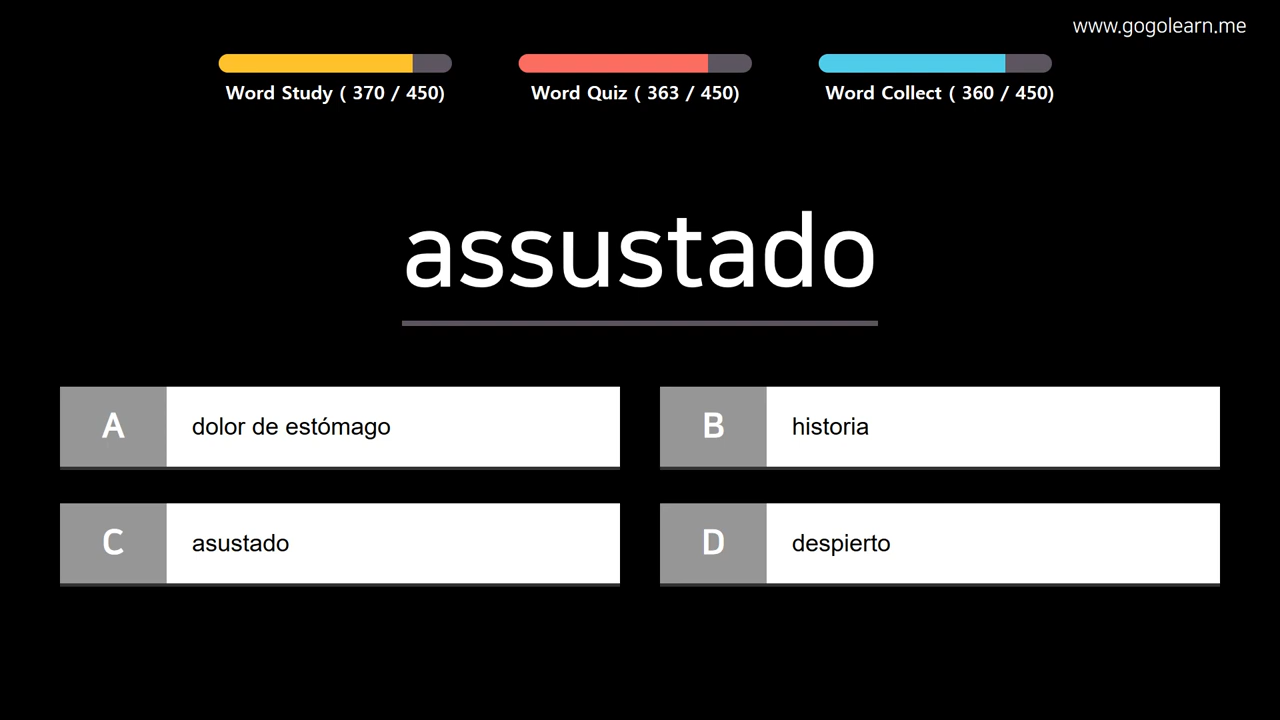 www.gogolearn.me
Word Study ( 370 / 450)
Word Quiz ( 363 / 450)
Word Collect ( 360 / 450)
assustado
A dolor de estómago
B historia
C asustado
D despierto